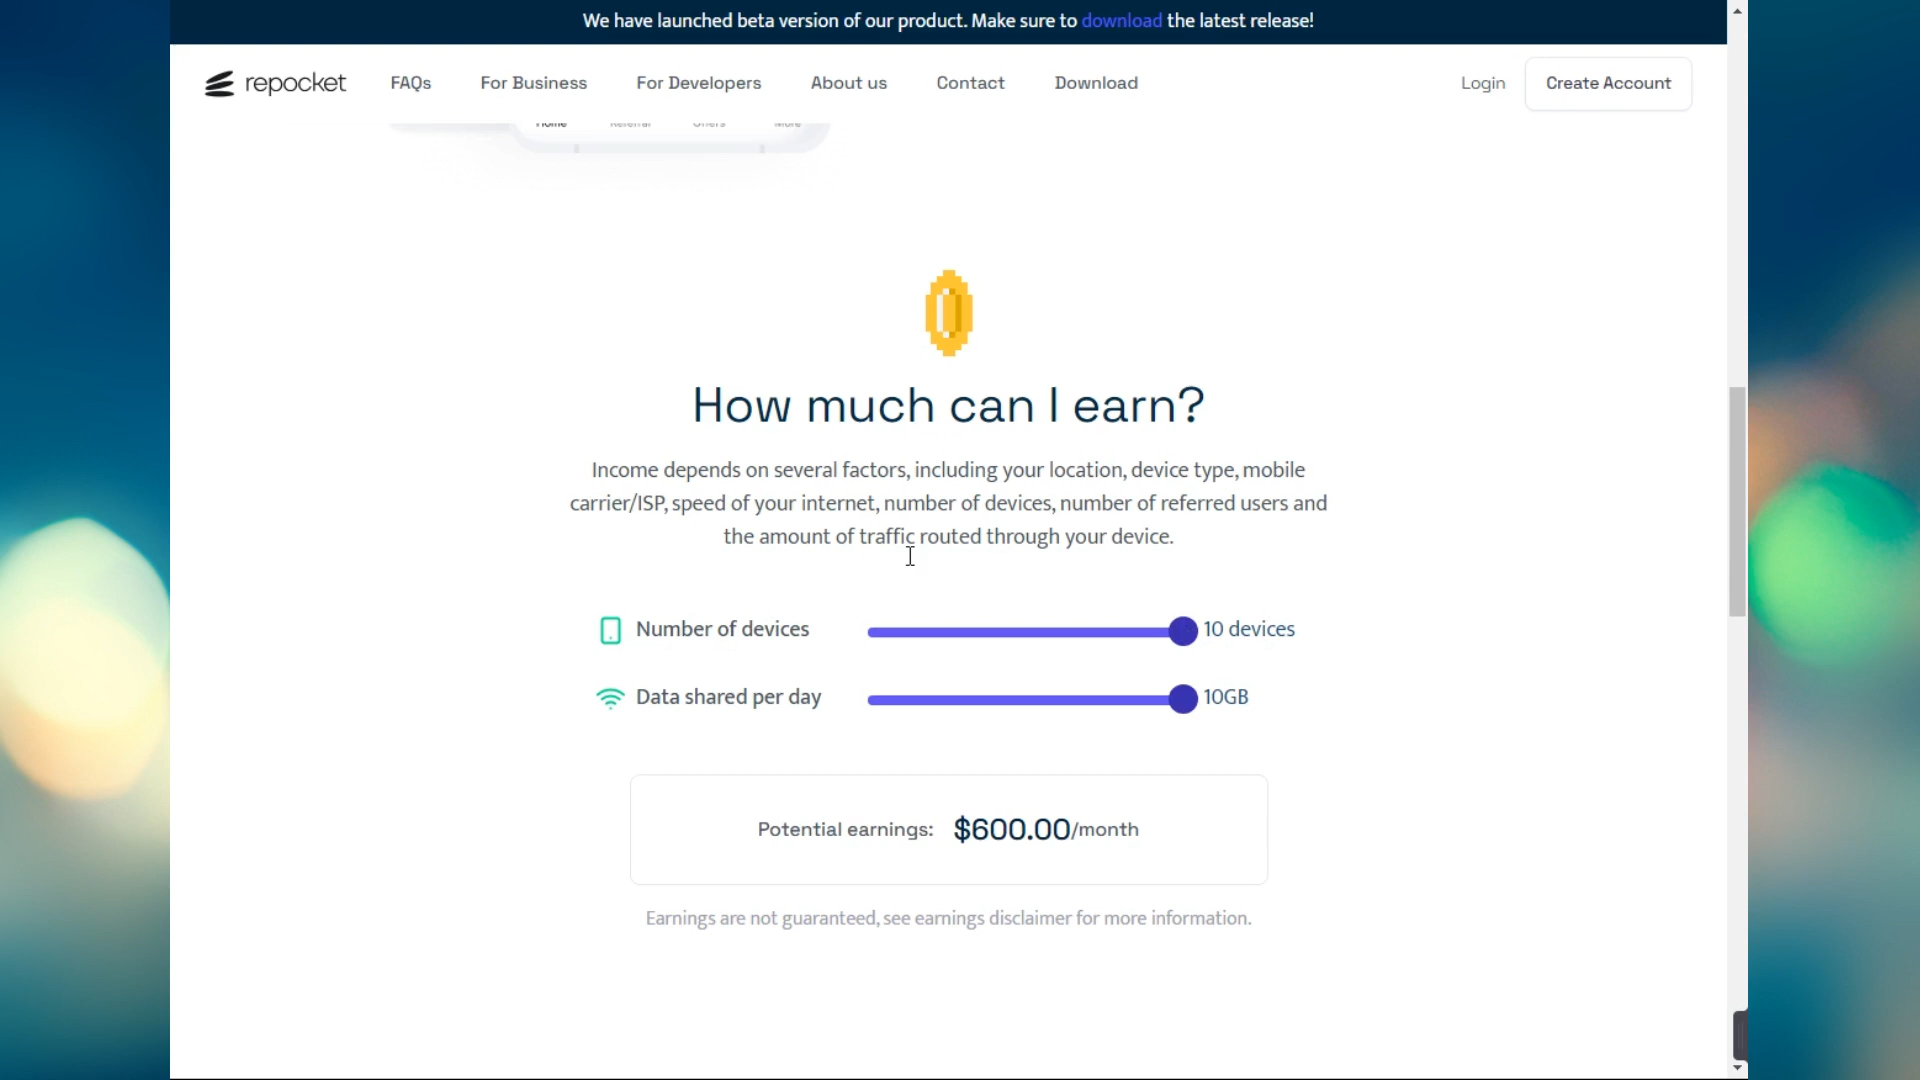 We have launched beta version of our product. Make sure to download the latest release!
repocket
FAQs
For Business
For Developers
About us
Contact
Download
Login
Create Account
Home
Referral
Offers
More
How much can I earn?
Income depends on several factors, including your location, device type, mobile
carrier/ISP, speed of your internet, number of devices, number of referred users and
the amount of traffic routed through your device.
Number of devices
10 devices
Data shared per day
10GB
Potential earnings: $600.00/month
Earnings are not guaranteed, see earnings disclaimer for more information.